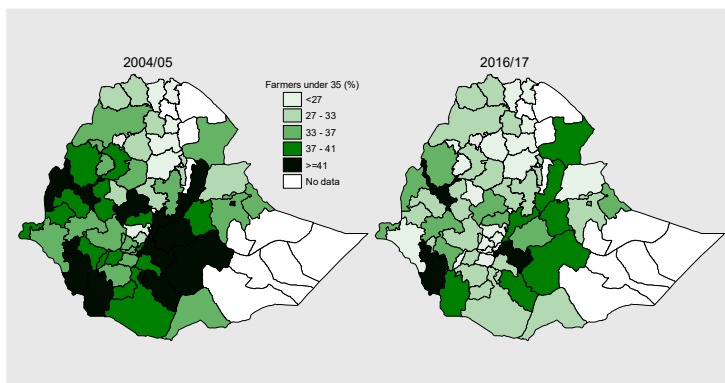 2004/05
2016/17
Farmers under 35 (%)
<27
27 - 33
33 - 37
37 - 41
>=41
No data